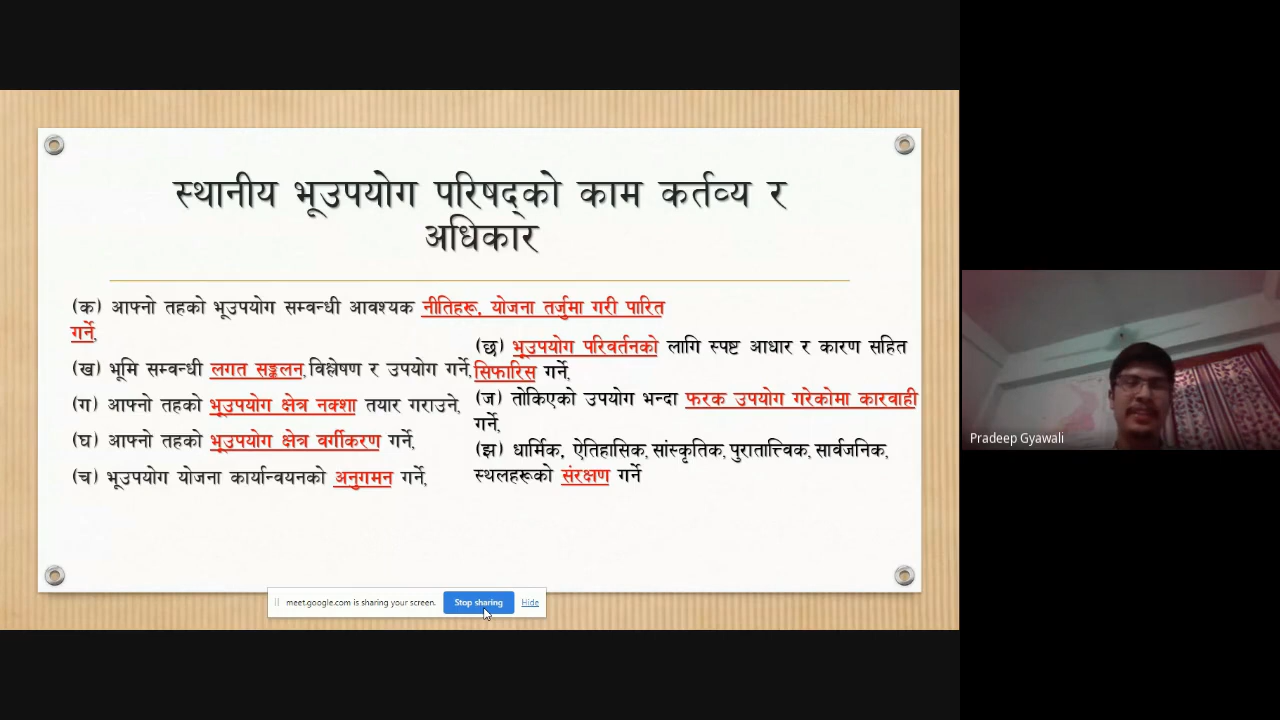 स्थानीय भूउपयोग परिषद्को काम कर्तव्य र
अधिकार
(क) आफ्नो तहको भूउपयोग सम्वन्धी आवश्यक नीतिहरू, योजना तर्जुमा गरी पारित
गर्ने,
(ख) भूमि सम्वन्धी लगत सङ्कलन, विश्लेषण र उपयोग गर्ने,
(ग) आफ्नो तहको भूउपयोग क्षेत्र नक्शा तयार गराउने,
(घ) आफ्नो तहको भूउपयोग क्षेत्र वर्गीकरण गर्ने,
(च) भूउपयोग योजना कार्यान्वयनको अनुगमन गर्ने,
(छ) भूउपयोग परिवर्तनको लागि स्पष्ट आधार र कारण सहित
सिफारिस गर्ने,
(ज) तोकिएको उपयोग भन्दा फरक उपयोग गरेकोमा कारवाही
गर्ने,
(झ) धार्मिक, ऐतिहासिक, सांस्कृतिक, पुरातात्त्विक, सार्वजनिक,
स्थलहरूको संरक्षण गर्ने
meet.google.com is sharing your screen.
Stop sharing
Hide
Pradeep Gyawali